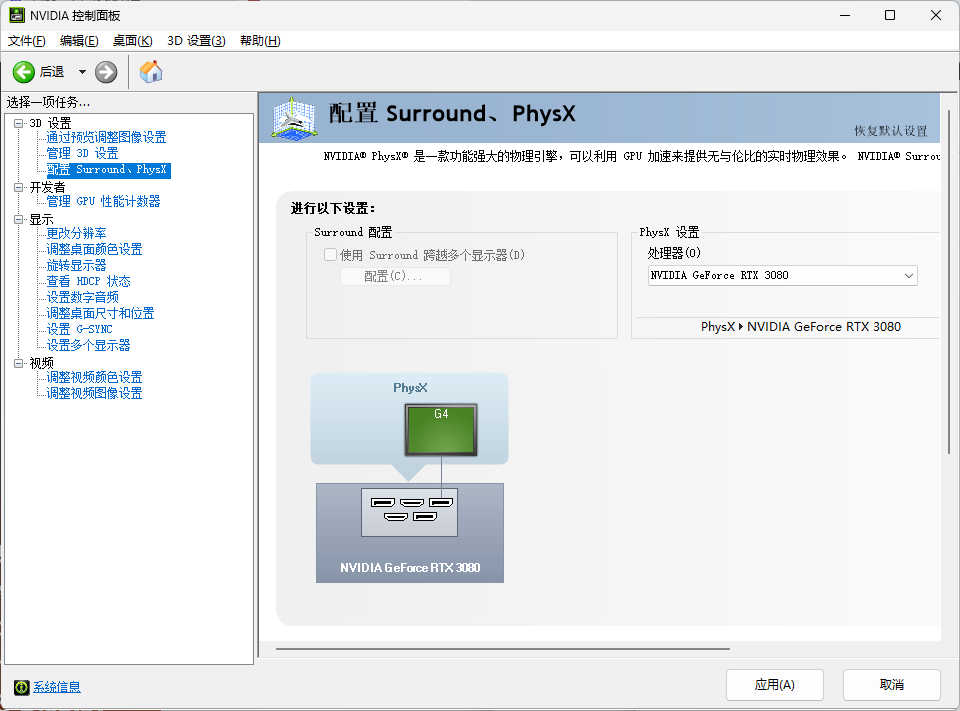 NVIDIA 控制面板
文件(F) 编辑(E) 桌面(K) 3D 设置(3) 帮助(H)
后退
选择一项任务...
3D 设置
通过预览调整图像设置
管理 3D 设置
配置 Surround、PhysX
开发者
管理 GPU 性能计数器
显示
更改分辨率
调整桌面颜色设置
旋转显示器
查看 HDCP 状态
设置数字音频
调整桌面尺寸和位置
设置 G-SYNC
设置多个显示器
视频
调整视频颜色设置
调整视频图像设置
系统信息
配置 Surround、PhysX
恢复默认设置
NVIDIA® PhysX® 是一款功能强大的物理引擎，可以利用 GPU 加速来提供无与伦比的实时物理效果。 NVIDIA® Surrou
进行以下设置:
Surround 配置
使用 Surround 跨越多个显示器(D)
配置(C)...
PhysX 设置
处理器(O)
NVIDIA GeForce RTX 3080
PhysX NVIDIA GeForce RTX 3080
PhysX
G4
NVIDIA GeForce RTX 3080
应用(A) 取消